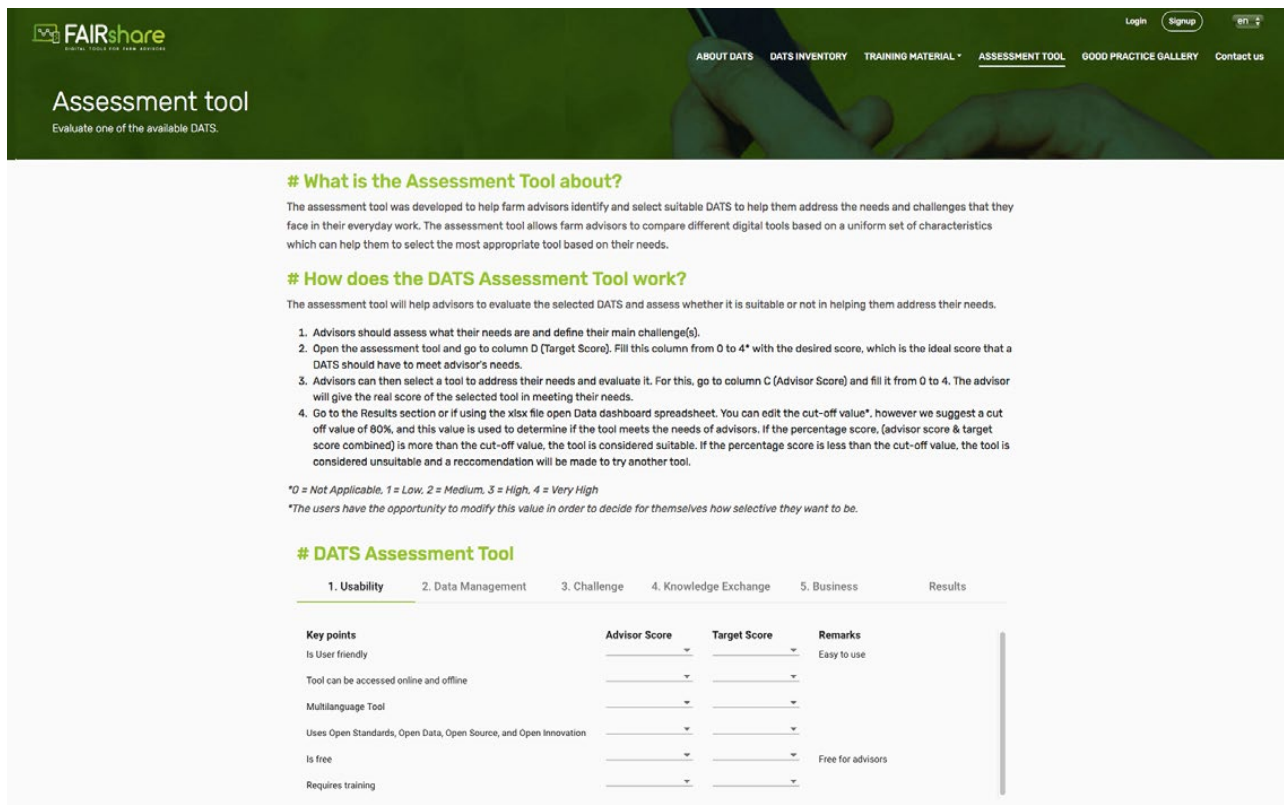 FAIRshare
DIGITAL TOOLS FOR FARM ADVISORS
Login Signup en
ABOUT DATS DATS INVENTORY TRAINING MATERIAL ASSESSMENT TOOL GOOD PRACTICE GALLERY Contact us
Assessment tool
Evaluate one of the available DATS.
# What is the Assessment Tool about?
The assessment tool was developed to help farm advisors identify and select suitable DATS to help them address the needs and challenges that they
face in their everyday work. The assessment tool allows farm advisors to compare different digital tools based on a uniform set of characteristics
which can help them to select the most appropriate tool based on their needs.
# How does the DATS Assessment Tool work?
The assessment tool will help advisors to evaluate the selected DATS and assess whether it is suitable or not in helping them address their needs.
1. Advisors should assess what their needs are and define their main challenge(s).
2. Open the assessment tool and go to column D (Target Score). Fill this column from 0 to 4* with the desired score, which is the ideal score that a
DATS should have to meet advisor's needs.
3. Advisors can then select a tool to address their needs and evaluate it. For this, go to column C (Advisor Score) and fill it from 0 to 4. The advisor
will give the real score of the selected tool in meeting their needs.
4. Go to the Results section or if using the xlsx file open Data dashboard spreadsheet. You can edit the cut-off value*, however we suggest a cut
off value of 80%, and this value is used to determine if the tool meets the needs of advisors. If the percentage score, (advisor score & target
score combined) is more than the cut-off value, the tool is considered suitable. If the percentage score is less than the cut-off value, the tool is
considered unsuitable and a reccomendation will be made to try another tool.
*0 = Not Applicable, 1 = Low, 2 = Medium, 3 = High, 4 = Very High
*The users have the opportunity to modify this value in order to decide for themselves how selective they want to be.
# DATS Assessment Tool
1. Usability 2. Data Management 3. Challenge 4. Knowledge Exchange 5. Business Results
Key points Advisor Score Target Score Remarks
Is User friendly Easy to use
Tool can be accessed online and offline
Multilanguage Tool
Uses Open Standards, Open Data, Open Source, and Open Innovation
Is free Free for advisors
Requires training